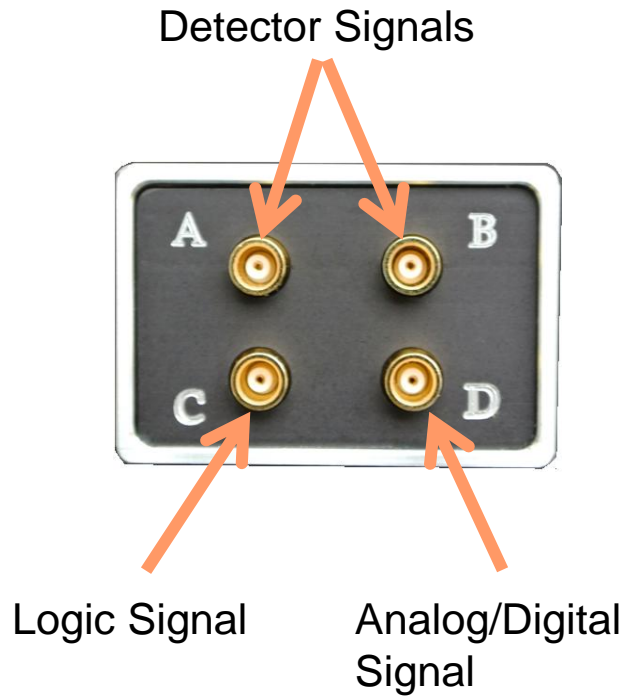 Detector Signals
A
B
C
D
Logic Signal
Analog/Digital
Signal